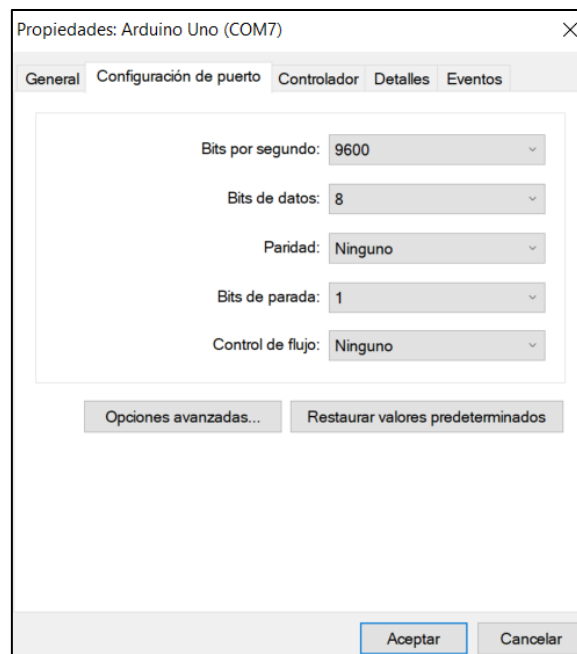 Propiedades: Arduino Uno (COM7)
General Configuración de puerto Controlador Detalles Eventos
Bits por segundo: 9600
Bits de datos: 8
Paridad: Ninguno
Bits de parada: 1
Control de flujo: Ninguno
Opciones avanzadas... Restaurar valores predeterminados
Aceptar Cancelar